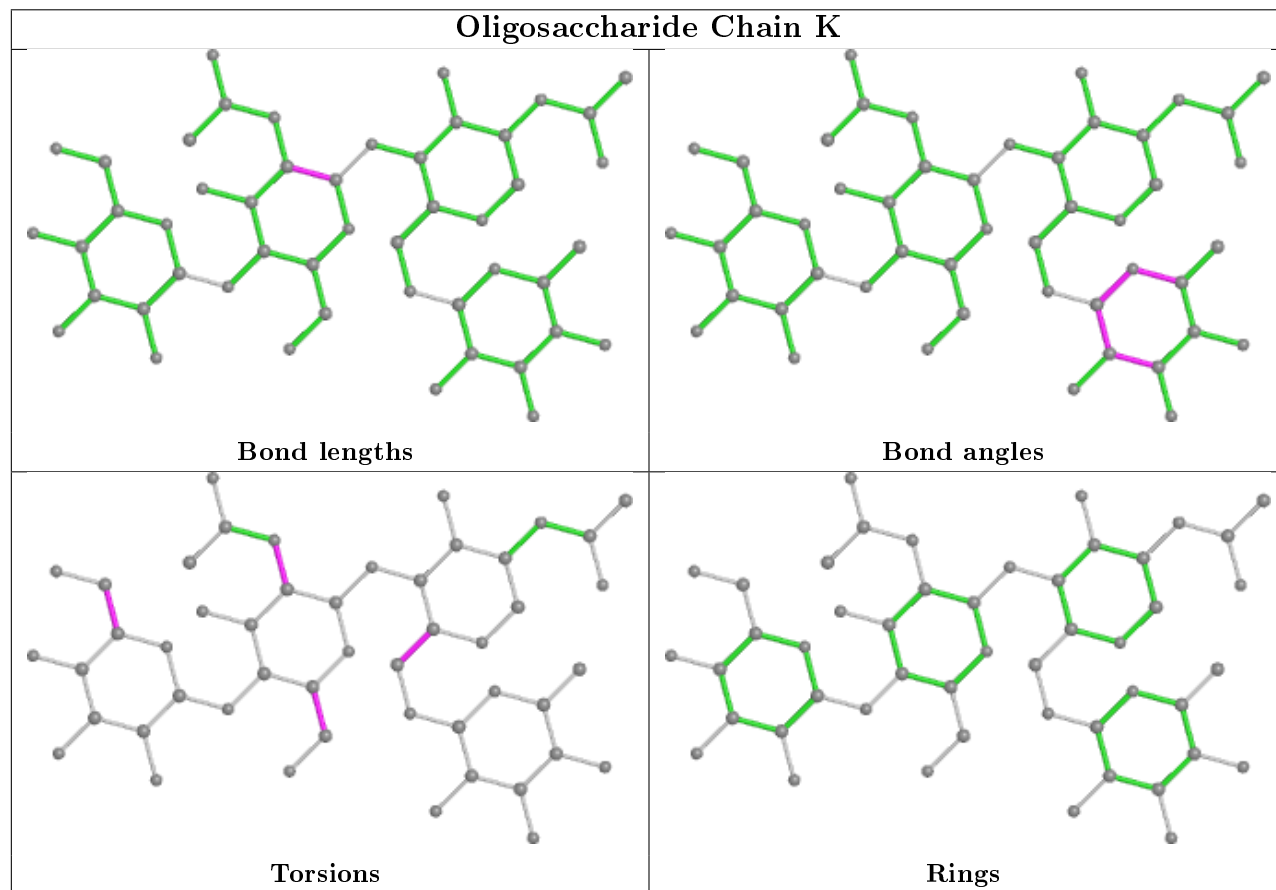 Oligosaccharide Chain K
Bond lengths
Bond angles
Torsions
Rings